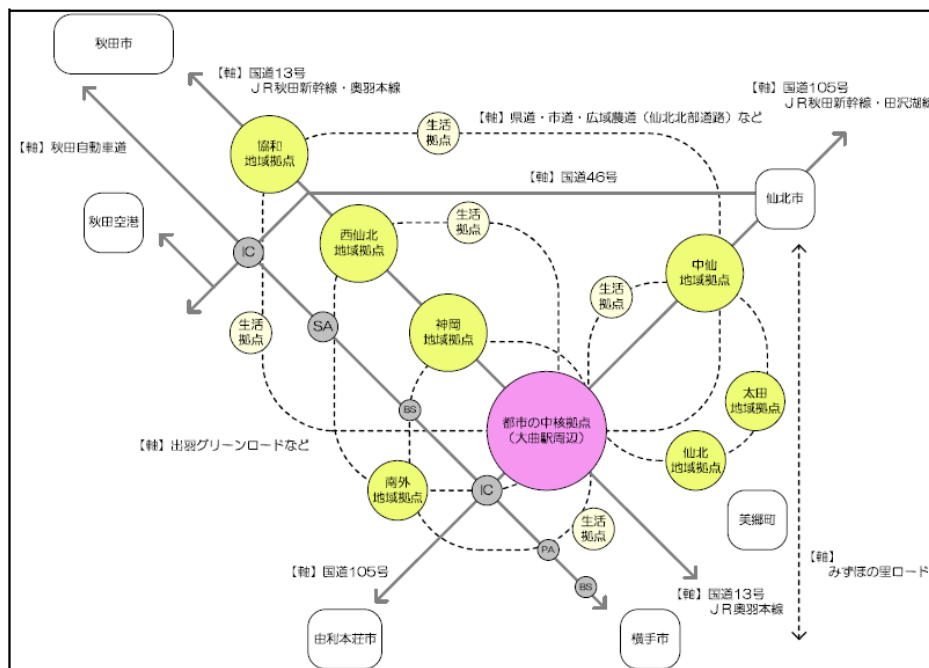 秋田市
【軸】国道13号
ＪＲ秋田新幹線・奥羽本線
【軸】国道105号
ＪＲ秋田新幹線・田沢湖線
生活
拠点
【軸】県道・市道・広域農道（仙北北部道路）など
【軸】秋田自動車道
協和
地域拠点
【軸】国道46号
仙北市
秋田空港
西仙北
地域拠点
生活
拠点
IC
中仙
地域拠点
生活
拠点
生活
拠点
SA
神岡
地域拠点
太田
地域拠点
BS
都市の中核拠点
（大曲駅周辺）
【軸】出羽グリーンロードなど
仙北
地域拠点
南外
地域拠点
IC
美郷町
生活
拠点
PA
【軸】
みずほの里ロード
【軸】国道105号
BS
【軸】国道13号
ＪＲ奥羽本線
由利本荘市
横手市